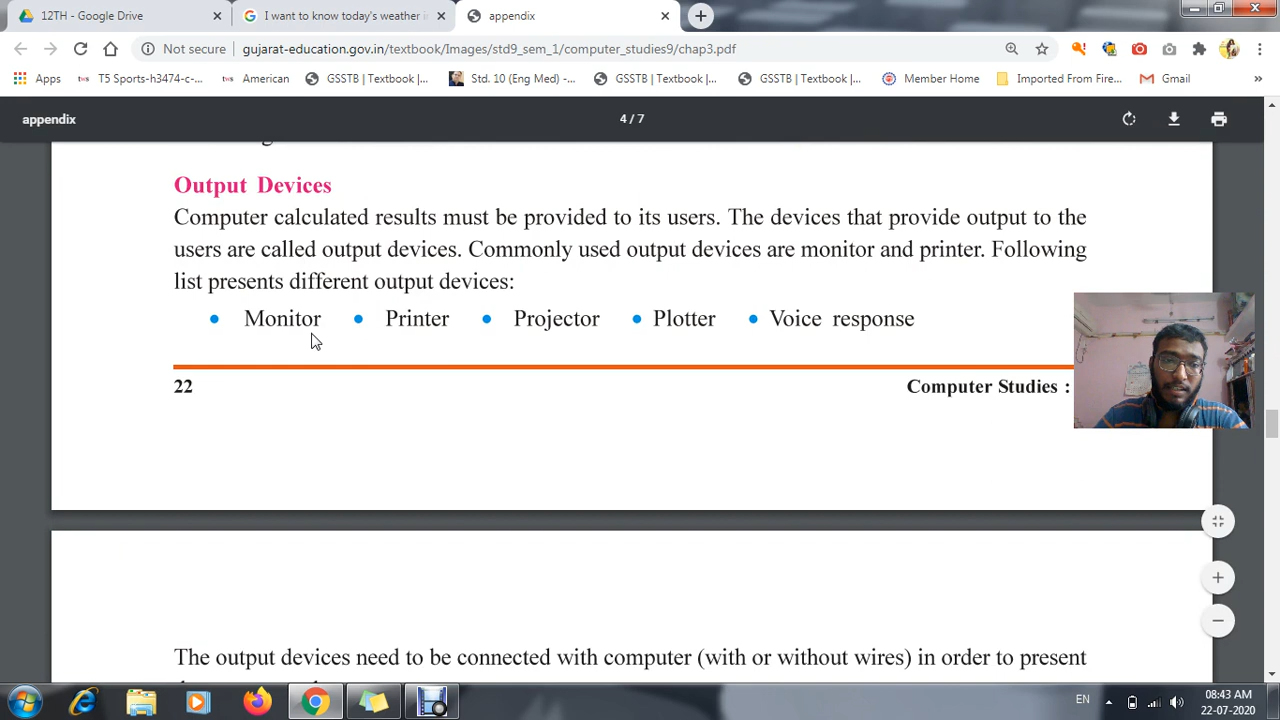 12TH - Google Drive
I want to know today's weather i
appendix
Not secure
gujarat-education.gov.in/textbook/Images/std9_sem_1/computer_studies9/chap3.pdf
Apps
T5 Sports-h3474-c-...
American
GSSTB | Textbook |...
Std. 10 (Eng Med) -...
GSSTB | Textbook |...
GSSTB | Textbook |...
Member Home
Imported From Fire...
Gmail
appendix
4 / 7
Output Devices
Computer calculated results must be provided to its users. The devices that provide output to the
users are called output devices. Commonly used output devices are monitor and printer. Following
list presents different output devices:
• Monitor • Printer • Projector • Plotter • Voice response
22
Computer Studies :
The output devices need to be connected with computer (with or without wires) in order to present
EN
08:43 AM
22-07-2020